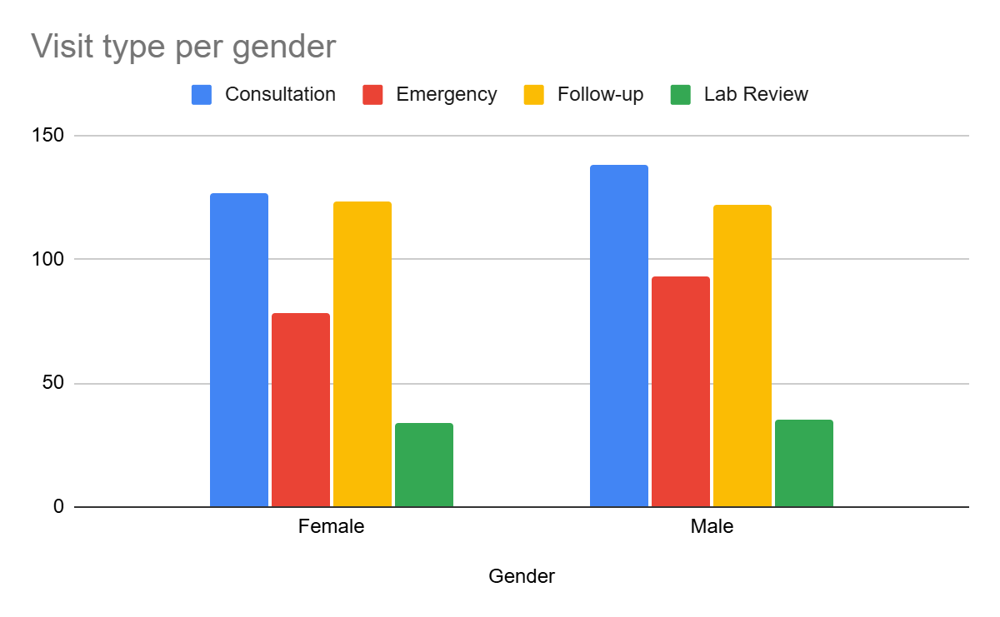 Visit type per gender
Consultation Emergency Follow-up Lab Review
150
100
50
0
Female Male
Gender